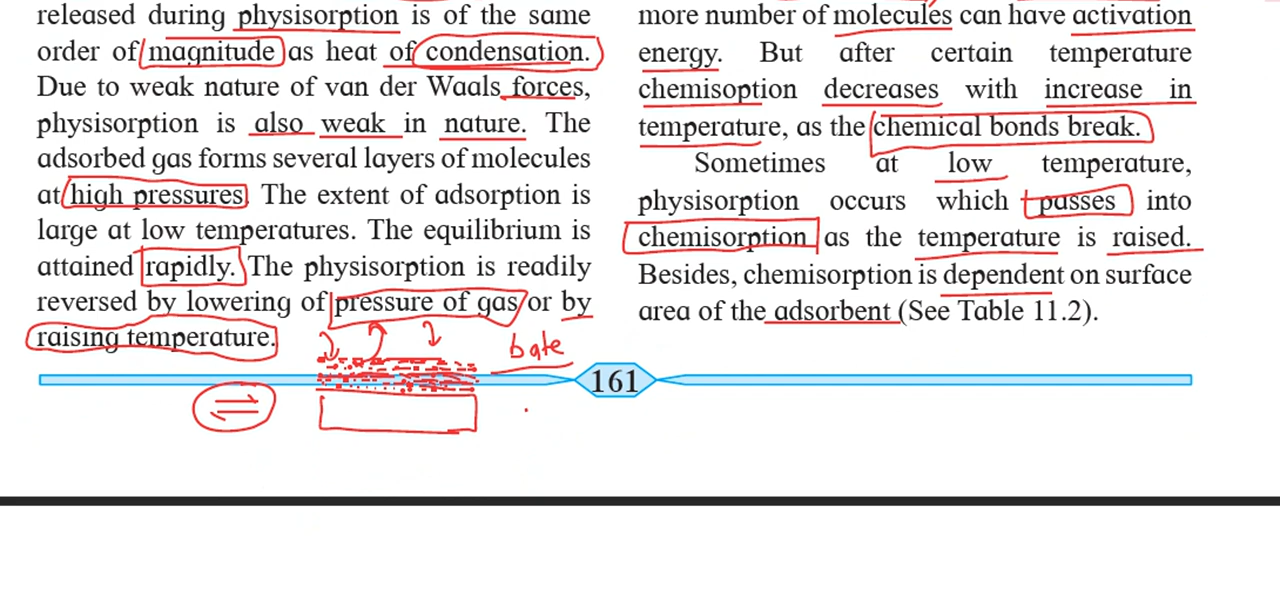 released during physisorption is of the same
order of magnitude as heat of condensation.
Due to weak nature of van der Waals forces,
physisorption is also weak in nature. The
adsorbed gas forms several layers of molecules
at high pressures. The extent of adsorption is
large at low temperatures. The equilibrium is
attained rapidly. The physisorption is readily
reversed by lowering of pressure of gas or by
raising temperature.
more number of molecules can have activation
energy. But after certain temperature
chemisoption decreases with increase in
temperature, as the chemical bonds break.
Sometimes at low temperature,
physisorption occurs which passes into
chemisorption as the temperature is raised.
Besides, chemisorption is dependent on surface
area of the adsorbent (See Table 11.2).
161